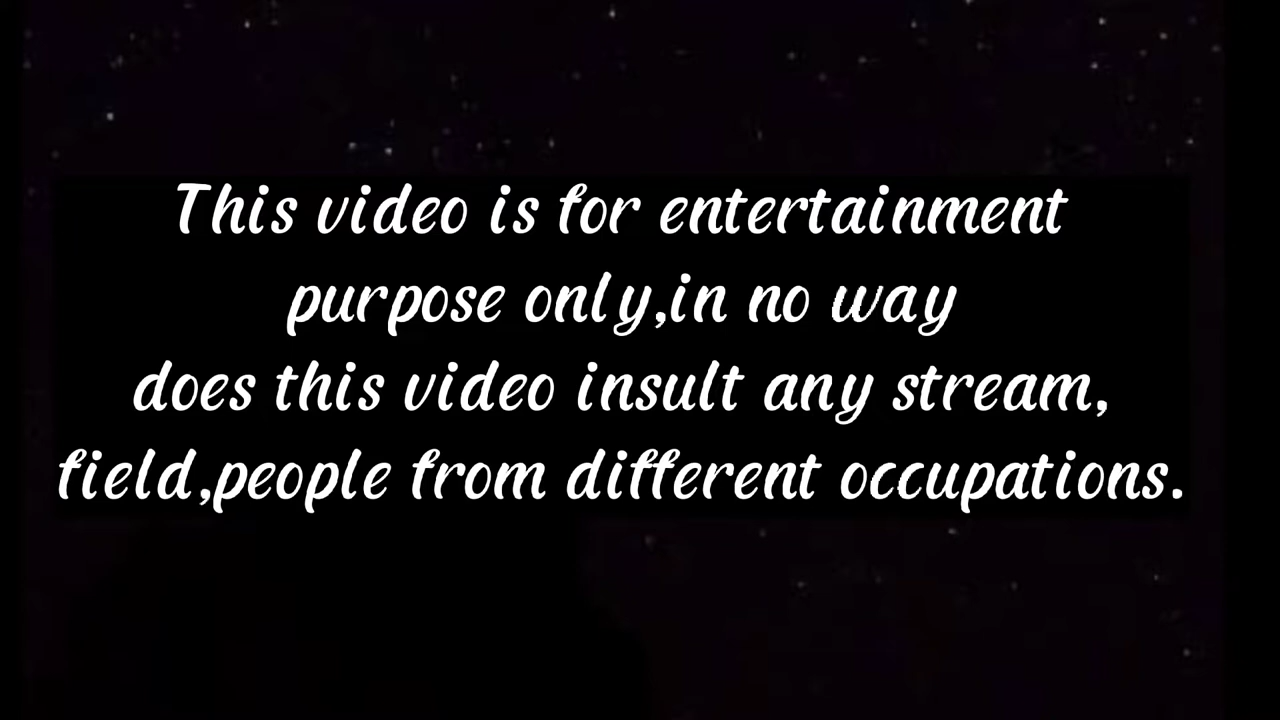 This video is for entertainment
purpose only,in no way
does this video insult any stream,
field,people from different occupations.